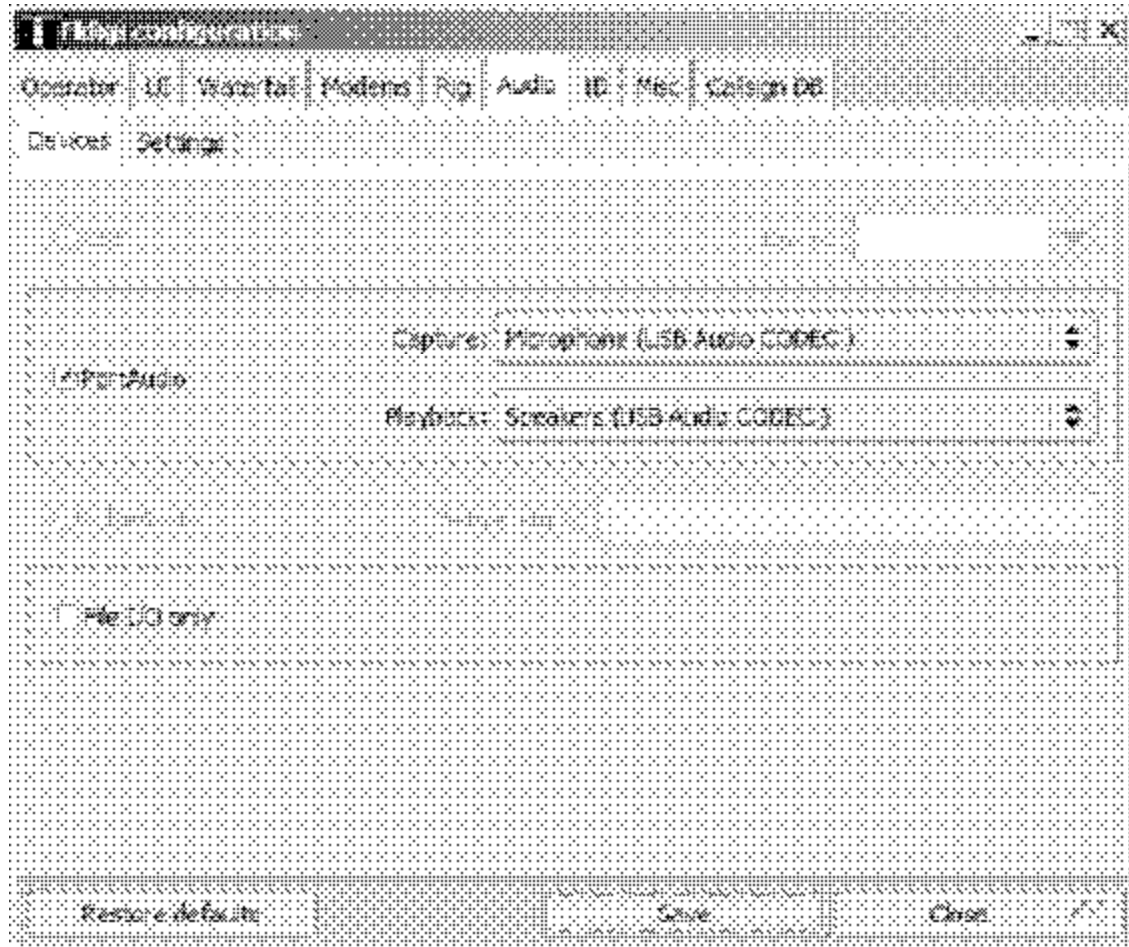 Fldigi configuration
Operator UI Waterfall Modems Rig Audio ID Misc Callsign DB
Devices Settings
Capture: Microphone (USB Audio CODEC )
PortAudio
Playback: Speakers (USB Audio CODEC )
File I/O only
Restore defaults Save Close